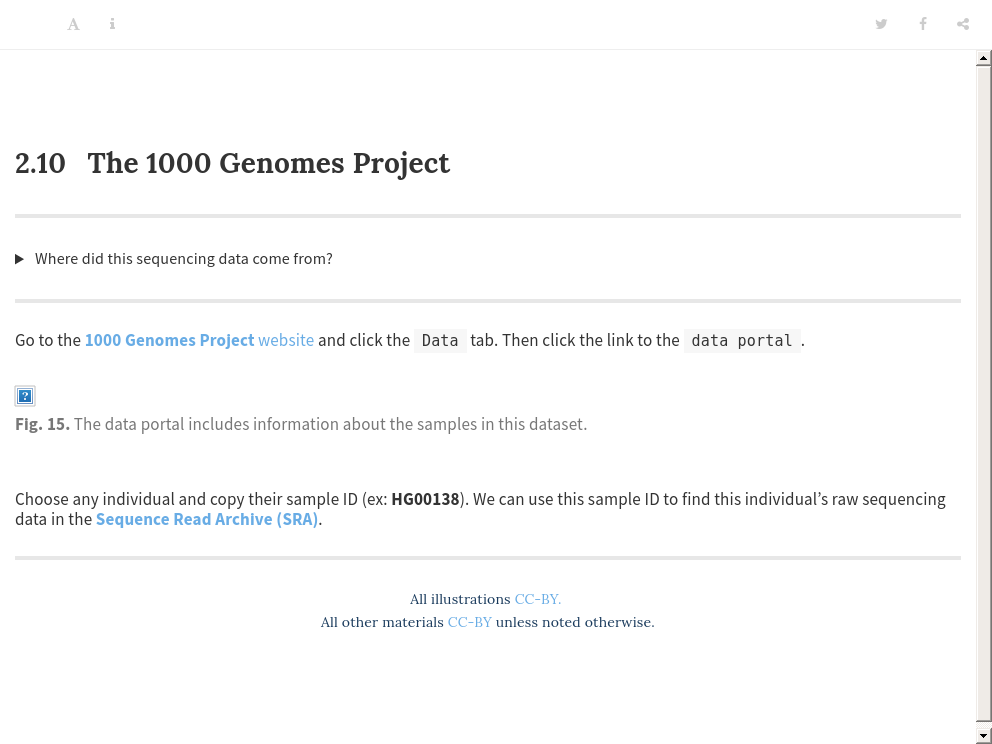 2.10 The 1000 Genomes Project
Where did this sequencing data come from?
Go to the 1000 Genomes Project website and click the Data tab. Then click the link to the data portal .
Fig. 15. The data portal includes information about the samples in this dataset.
Choose any individual and copy their sample ID (ex: HG00138). We can use this sample ID to find this individual’s raw sequencing
data in the Sequence Read Archive (SRA).
All illustrations CC-BY.
All other materials CC-BY unless noted otherwise.